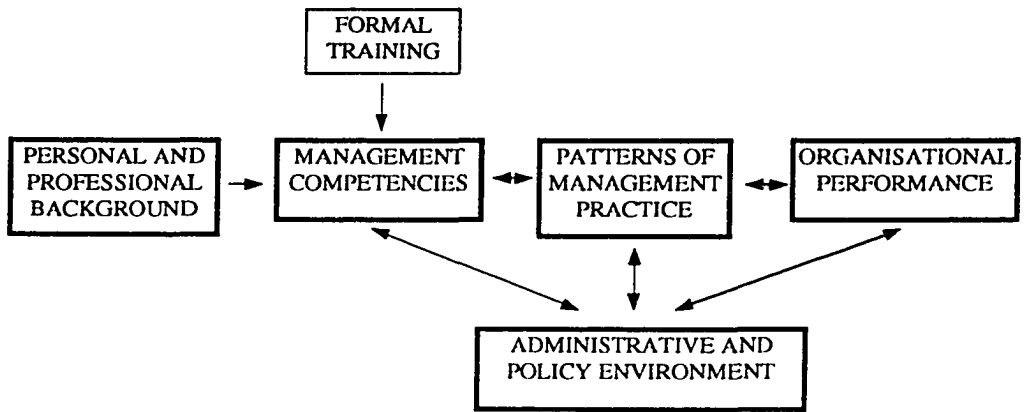 FORMAL
TRAINING
PERSONAL AND
PROFESSIONAL
BACKGROUND
MANAGEMENT
COMPETENCIES
PATTERNS OF
MANAGEMENT
PRACTICE
ORGANISATIONAL
PERFORMANCE
ADMINISTRATIVE AND
POLICY ENVIRONMENT